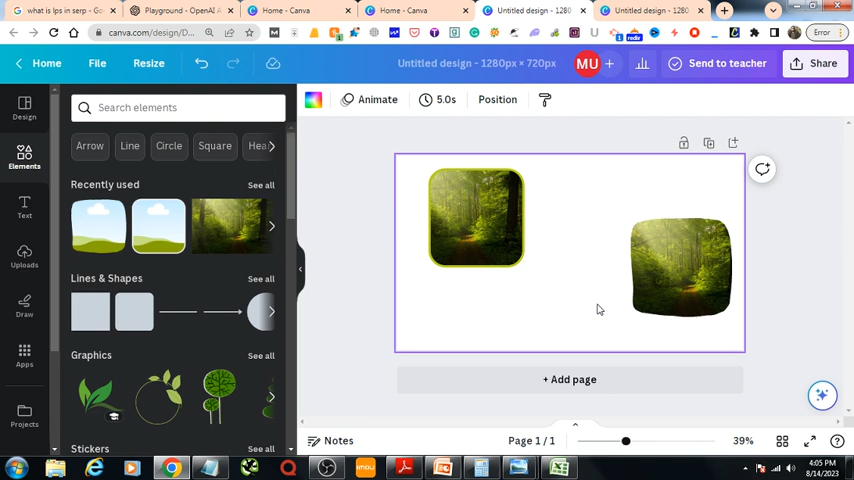 what is lps in serp - Go
Playground - OpenAI A
Home - Canva
Home - Canva
Untitled design - 1280
Untitled design - 1280
canva.com/design/D...
Error
Home
File
Resize
Untitled design - 1280px × 720px
MU
Send to teacher
Share
Design
Elements
Text
Uploads
Draw
Apps
Projects
Search elements
Arrow
Line
Circle
Square
Hea
Recently used
See all
Lines & Shapes
See all
Graphics
See all
Stickers
See all
Animate
5.0s
Position
+ Add page
Notes
Page 1 / 1
39%
4:05 PM
8/14/2023